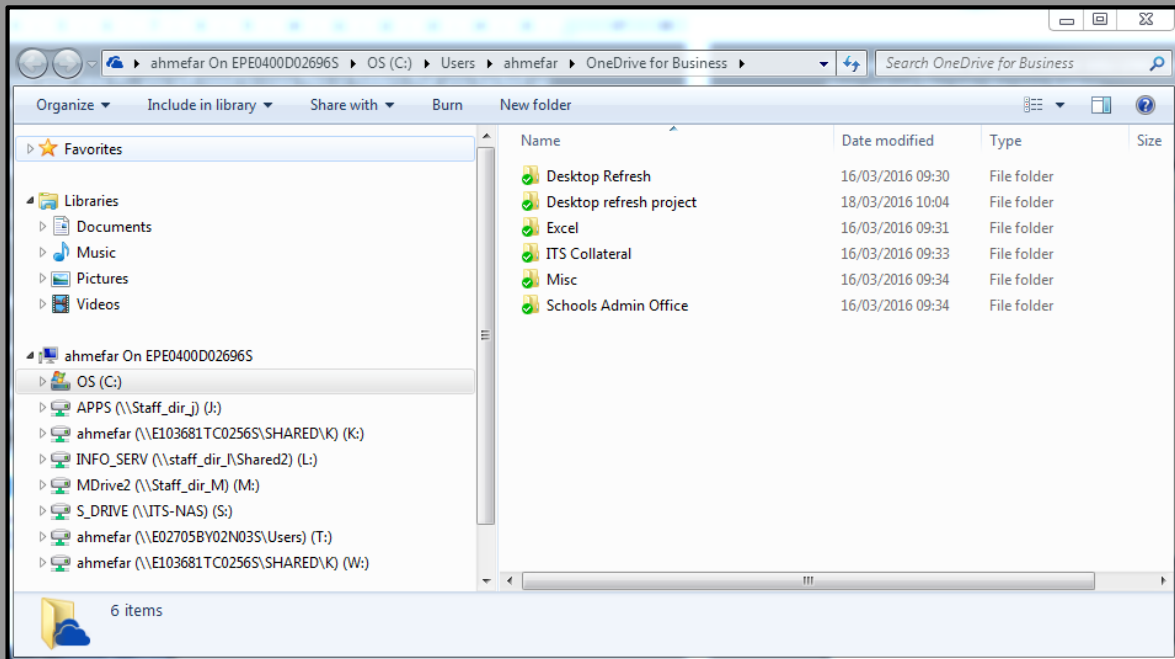 ahmefar On EPE0400D02696S OS (C:) Users ahmefar OneDrive for Business Search OneDrive for Business
Organize Include in library Share with Burn New folder
Favorites
Libraries
Documents
Music
Pictures
Videos
ahmefar On EPE0400D02696S
OS (C:)
APPS (\\Staff_dir_j) (J:)
ahmefar (\\E103681TC0256S\SHARED\K) (K:)
INFO_SERV (\\staff_dir_l\Shared2) (L:)
MDrive2 (\\Staff_dir_M) (M:)
S_DRIVE (\\ITS-NAS) (S:)
ahmefar (\\E02705BY02N03S\Users) (T:)
ahmefar (\\E103681TC0256S\SHARED\K) (W:)
Name Date modified Type Size
Desktop Refresh 16/03/2016 09:30 File folder
Desktop refresh project 18/03/2016 10:04 File folder
Excel 16/03/2016 09:31 File folder
ITS Collateral 16/03/2016 09:33 File folder
Misc 16/03/2016 09:34 File folder
Schools Admin Office 16/03/2016 09:34 File folder
6 items